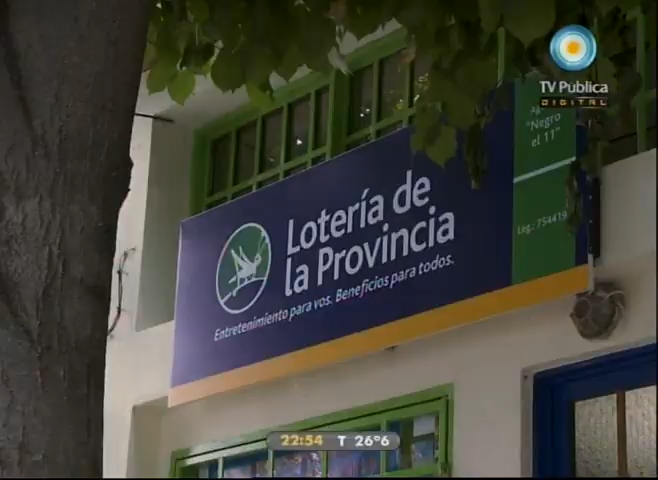 TV Pública
DIGITAL
"Negro
el 11"
Leg.: 754419
Lotería de
la Provincia
Entretenimiento para vos. Beneficios para todos.
22:54 T 26°6